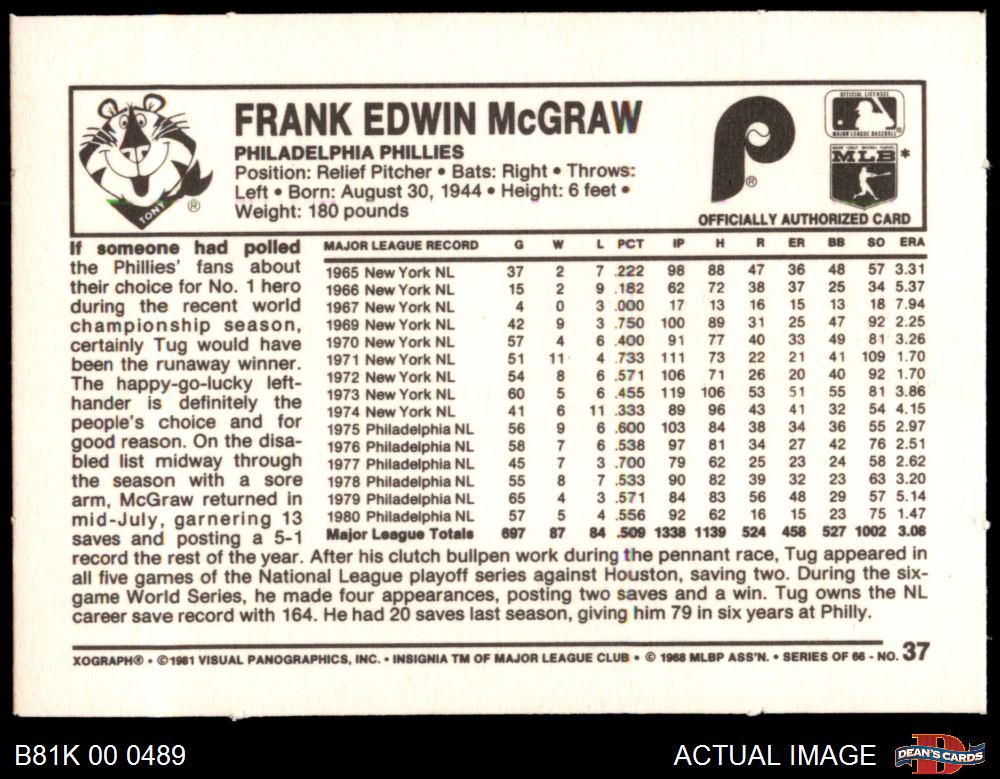 FRANK EDWIN McGRAW
PHILADELPHIA PHILLIES
Position: Relief Pitcher • Bats: Right • Throws:
Left • Born: August 30, 1944 • Height: 6 feet •
Weight: 180 pounds
TONY
®
P
®
OFFICIAL LICENSEE
MAJOR LEAGUE BASEBALL®
MLB *
OFFICIALLY AUTHORIZED CARD
If someone had polled
the Phillies' fans about
their choice for No. 1 hero
during the recent world
championship season,
certainly Tug would have
been the runaway winner.
The happy-go-lucky left-
hander is definitely the
people's choice and for
good reason. On the disa-
bled list midway through
the season with a sore
arm, McGraw returned in
mid-July, garnering 13
saves and posting a 5-1
MAJOR LEAGUE RECORD G W L PCT IP H R ER BB SO ERA
1965 New York NL 37 2 7 .222 98 88 47 36 48 57 3.31
1966 New York NL 15 2 9 .182 62 72 38 37 25 34 5.37
1967 New York NL 4 0 3 .000 17 13 16 15 13 18 7.94
1969 New York NL 42 9 3 .750 100 89 31 25 47 92 2.25
1970 New York NL 57 4 6 .400 91 77 40 33 49 81 3.26
1971 New York NL 51 11 4 .733 111 73 22 21 41 109 1.70
1972 New York NL 54 8 6 .571 106 71 26 20 40 92 1.70
1973 New York NL 60 5 6 .455 119 106 53 51 55 81 3.86
1974 New York NL 41 6 11 .333 89 96 43 41 32 54 4.15
1975 Philadelphia NL 56 9 6 .600 103 84 38 34 36 55 2.97
1976 Philadelphia NL 58 7 6 .538 97 81 34 27 42 76 2.51
1977 Philadelphia NL 45 7 3 .700 79 62 25 23 24 58 2.62
1978 Philadelphia NL 55 8 7 .533 90 82 39 32 23 63 3.20
1979 Philadelphia NL 65 4 3 .571 84 83 56 48 29 57 5.14
1980 Philadelphia NL 57 5 4 .556 92 62 16 15 23 75 1.47
Major League Totals 697 87 84 .509 1338 1139 524 458 527 1002 3.08
record the rest of the year. After his clutch bullpen work during the pennant race, Tug appeared in
all five games of the National League playoff series against Houston, saving two. During the six-
game World Series, he made four appearances, posting two saves and a win. Tug owns the NL
career save record with 164. He had 20 saves last season, giving him 79 in six years at Philly.
XOGRAPH® • ©1981 VISUAL PANOGRAPHICS, INC. • INSIGNIA TM OF MAJOR LEAGUE CLUB • © 1968 MLBP ASS'N. • SERIES OF 66 - NO. 37
B81K 00 0489
ACTUAL IMAGE
DEAN'S CARDS